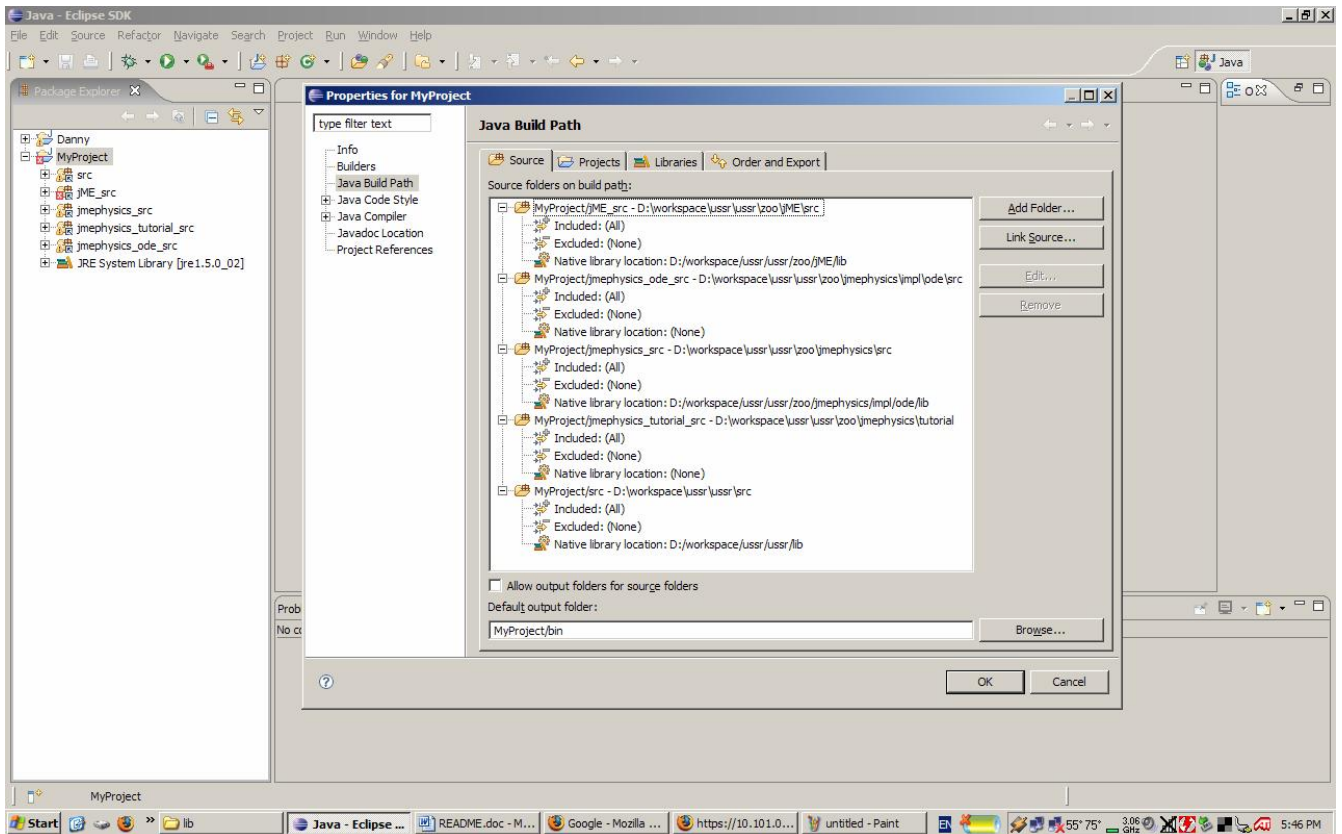 Java - Eclipse SDK
File Edit Source Refactor Navigate Search Project Run Window Help
Java
Package Explorer
Danny
MyProject
src
jME_src
jmephysics_src
jmephysics_tutorial_src
jmephysics_ode_src
JRE System Library [jre1.5.0_02]
Properties for MyProject
type filter text
Info
Builders
Java Build Path
Java Code Style
Java Compiler
Javadoc Location
Project References
Java Build Path
Source Projects Libraries Order and Export
Source folders on build path:
MyProject/jME_src - D:\workspace\ussr\ussr\zoo\jME\src
Included: (All)
Excluded: (None)
Native library location: D:/workspace/ussr/ussr/zoo/jME/lib
MyProject/jmephysics_ode_src - D:\workspace\ussr\ussr\zoo\jmephysics\impl\ode\src
Included: (All)
Excluded: (None)
Native library location: (None)
MyProject/jmephysics_src - D:\workspace\ussr\ussr\zoo\jmephysics\src
Included: (All)
Excluded: (None)
Native library location: D:/workspace/ussr/ussr/zoo/jmephysics/impl/ode/lib
MyProject/jmephysics_tutorial_src - D:\workspace\ussr\ussr\zoo\jmephysics\tutorial
Included: (All)
Excluded: (None)
Native library location: (None)
MyProject/src - D:\workspace\ussr\ussr\src
Included: (All)
Excluded: (None)
Native library location: D:/workspace/ussr/ussr/lib
Add Folder...
Link Source...
Edit...
Remove
Allow output folders for source folders
Default output folder:
MyProject/bin
Browse...
OK Cancel
Prob
No co
MyProject
Start » lib Java - Eclipse ... README.doc - M... Google - Mozilla ... https://10.101.0... untitled - Paint EN 55° 75° 3.06 GHz 5:46 PM